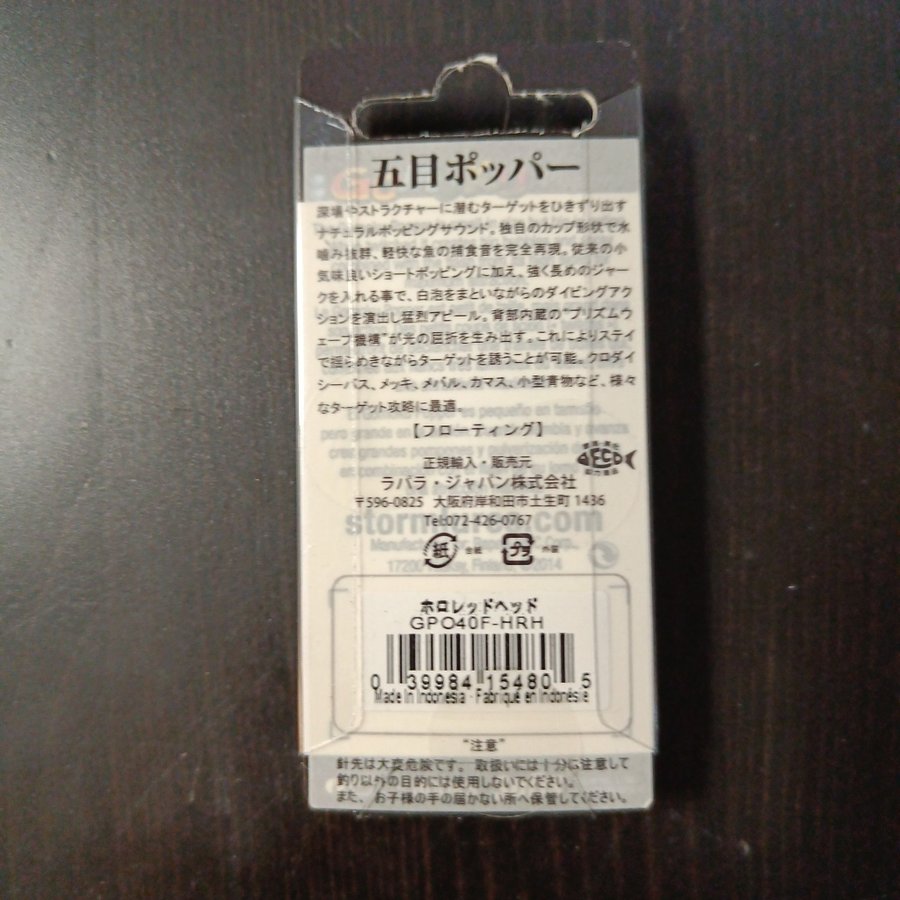 五目ポッパー
深場やストラクチャーに潜むターゲットをひきずり出す
ナチュラルポッピングサウンド。独自のカップ形状で水
噛み抜群、軽快な魚の捕食音を完全再現。従来の小
気味良いショートポッピングに加え、強く長めのジャー
クを入れる事で、白泡をまといながらのダイビングアク
ションを演出し猛烈アピール。背部内蔵の"プリズムウ
ェーブ機構"が光の屈折を生み出す。これによりステイ
で揺らめきながらターゲットを誘うことが可能。クロダイ
シーバス、メッキ、メバル、カマス、小型青物など、様々
なターゲット攻略に最適。
es pequeño en tamaño
pero grande en
【フローティング】
正規輸入・販売元
ECO
ラパラ・ジャパン株式会社
〒596-0825 大阪府岸和田市土生町 1436
Tel:072-426-0767
紙 台紙 プラ 外装
17200 Finland, ©2014
ホロレッドヘッド
GPO40F-HRH
0 39984 15480 5
Made in Indonesia · Fabriqué en Indonésie
"注意"
針先は大変危険です。取扱いには十分に注意して
釣り以外の目的には使用しないでください。
また、お子様の手の届かない所へ保管してください。